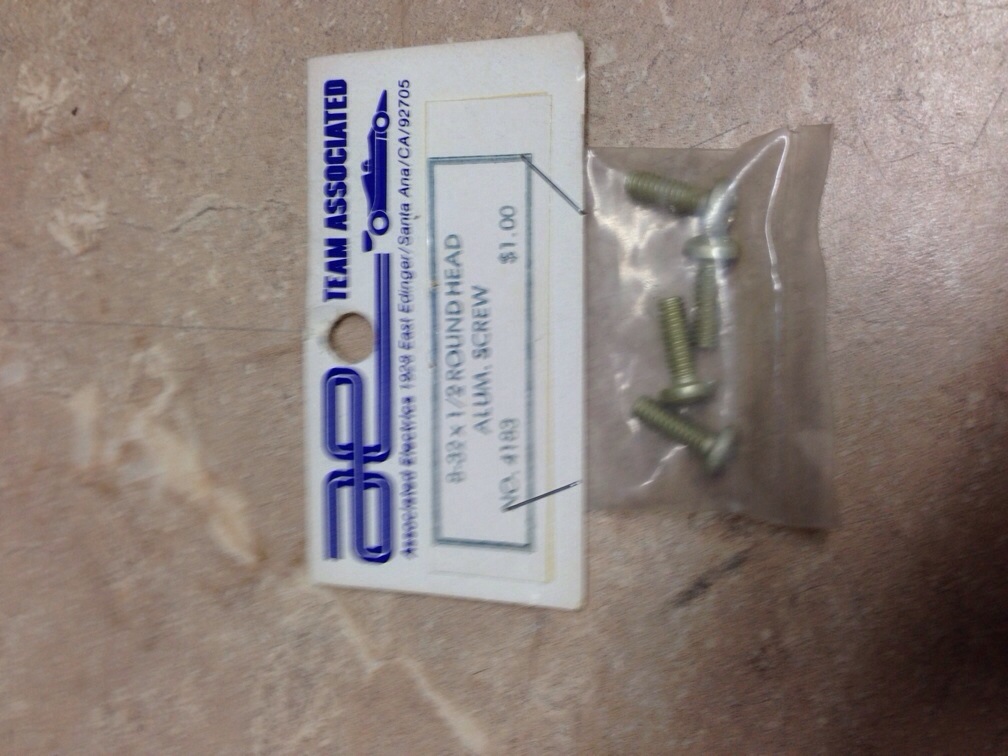 TEAM ASSOCIATED
Associated Electrics 1928 East Edinger/Santa Ana/CA/92705
8-32 x 1/2 ROUND HEAD
ALUM. SCREW
NO. 4183 $1.00